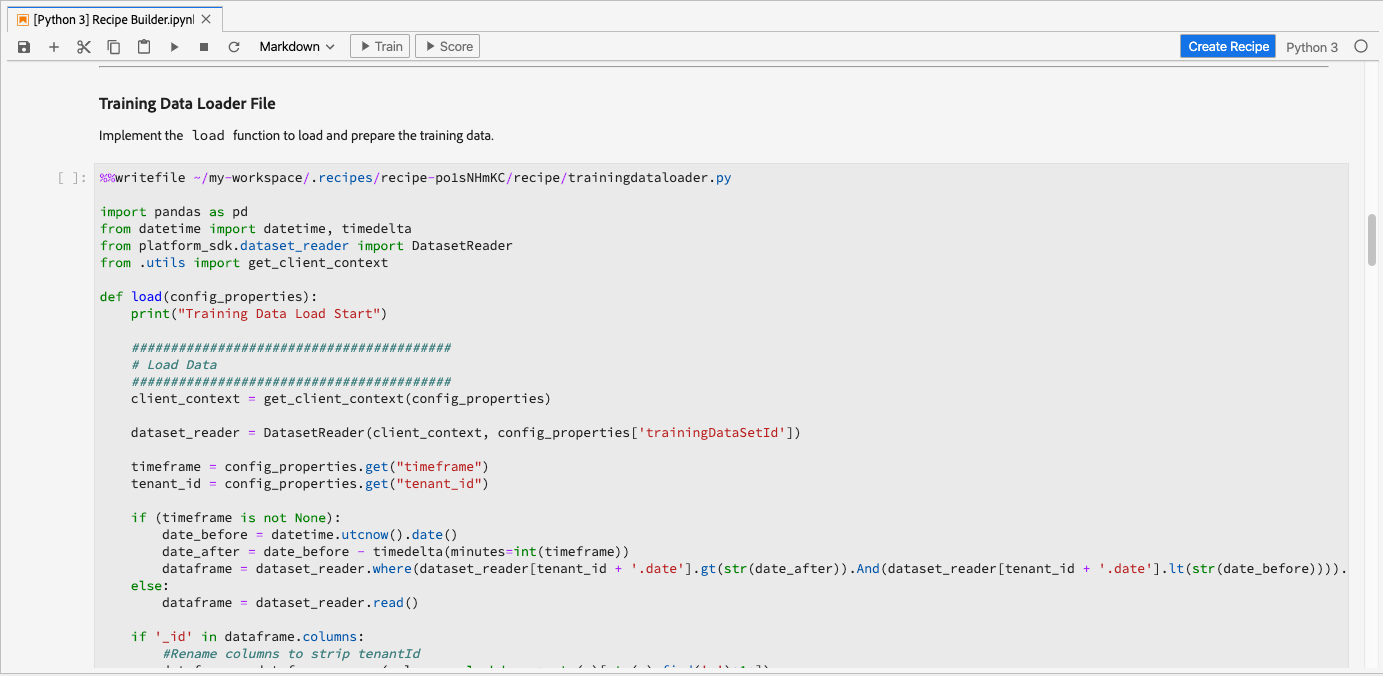 [Python 3] Recipe Builder.ipynl
Markdown
Train
Score
Create Recipe
Python 3
Training Data Loader File
Implement the load function to load and prepare the training data.
[ ]:
%%writefile ~/my-workspace/.recipes/recipe-po1sNHmKC/recipe/trainingdataloader.py
import pandas as pd
from datetime import datetime, timedelta
from platform_sdk.dataset_reader import DatasetReader
from .utils import get_client_context
def load(config_properties):
print("Training Data Load Start")
#########################################
# Load Data
#########################################
client_context = get_client_context(config_properties)
dataset_reader = DatasetReader(client_context, config_properties['trainingDataSetId'])
timeframe = config_properties.get("timeframe")
tenant_id = config_properties.get("tenant_id")
if (timeframe is not None):
date_before = datetime.utcnow().date()
date_after = date_before - timedelta(minutes=int(timeframe))
dataframe = dataset_reader.where(dataset_reader[tenant_id + '.date'].gt(str(date_after)).And(dataset_reader[tenant_id + '.date'].lt(str(date_before)))).
else:
dataframe = dataset_reader.read()
if '_id' in dataframe.columns:
#Rename columns to strip tenantId